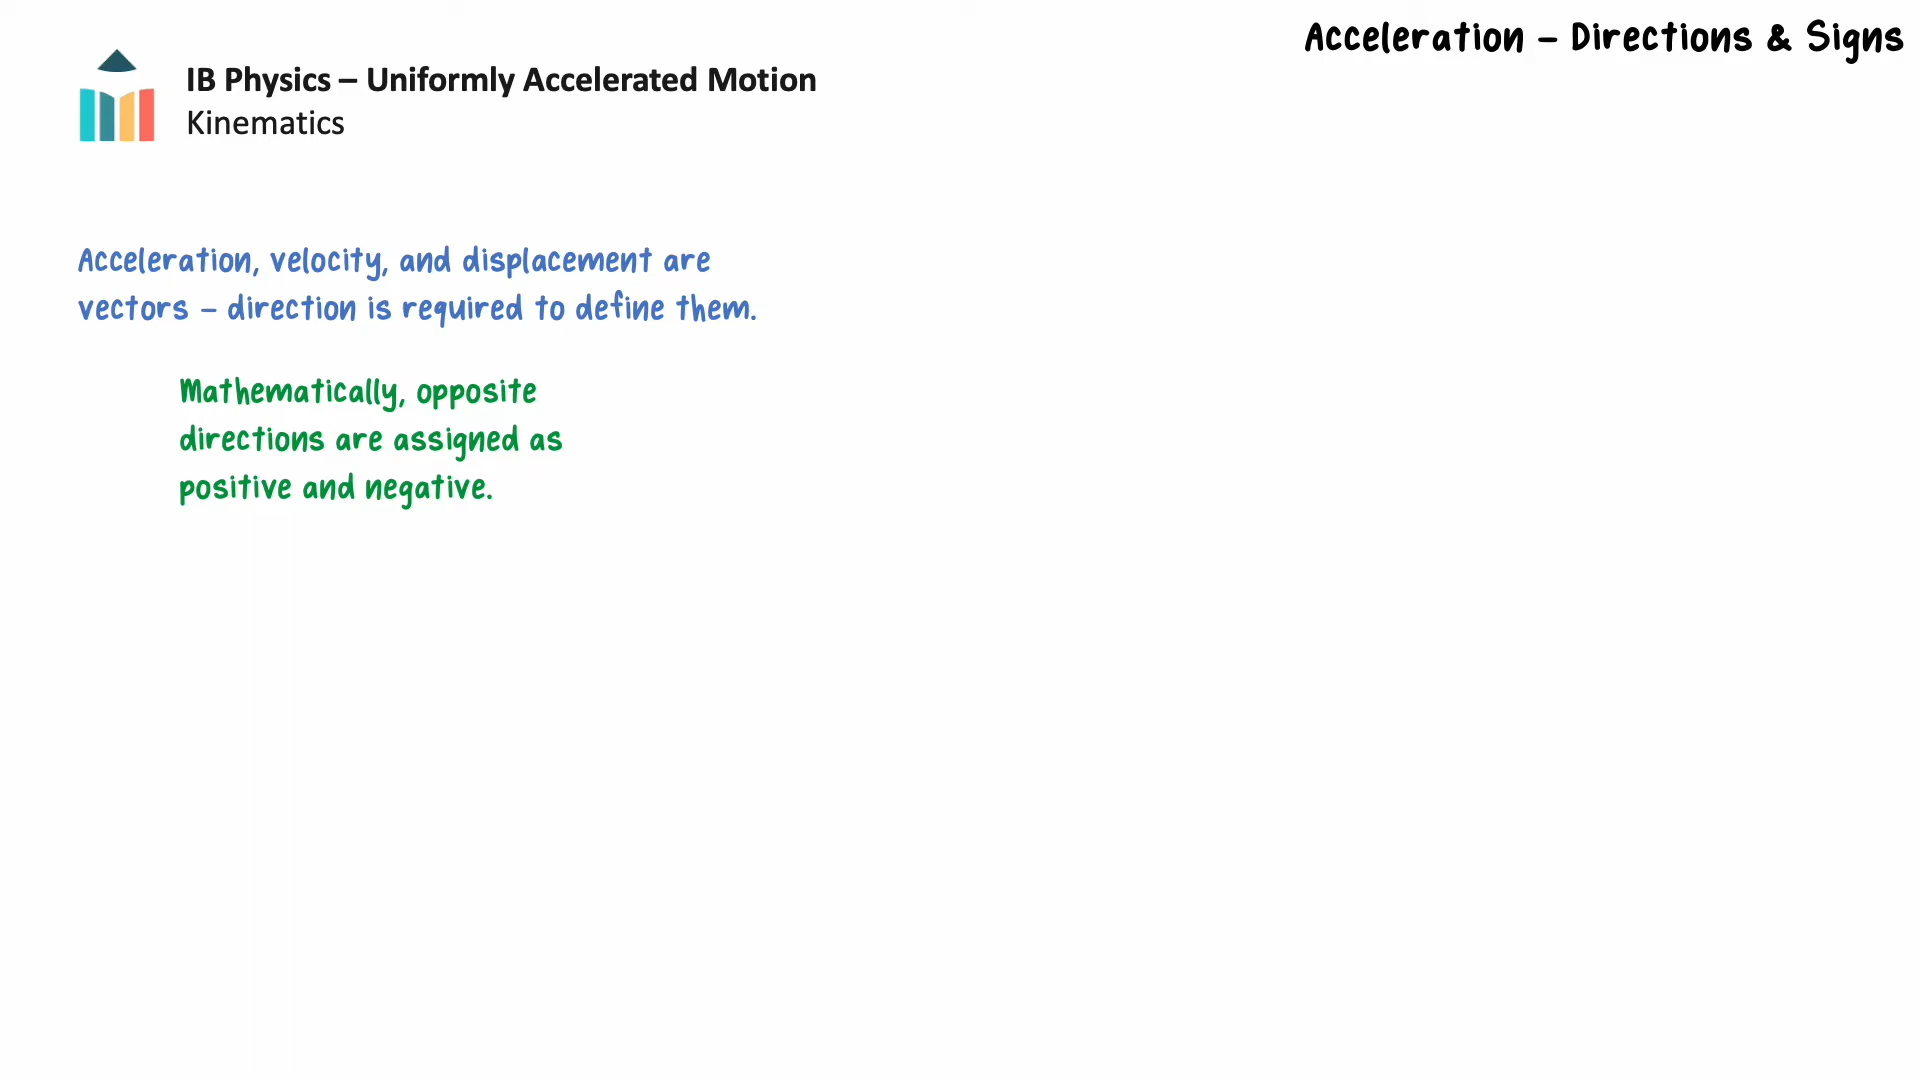 Acceleration – Directions & Signs
IB Physics – Uniformly Accelerated Motion
Kinematics
Acceleration, velocity, and displacement are
vectors – direction is required to define them.
Mathematically, opposite
directions are assigned as
positive and negative.